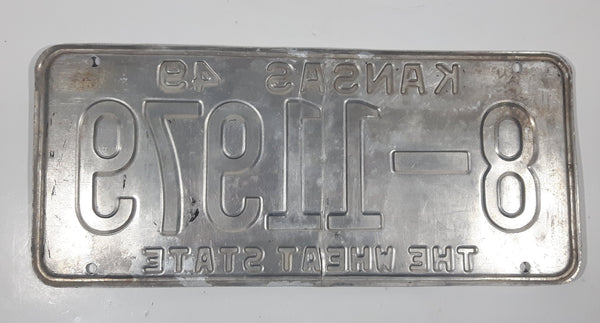 KANSAS 49
8-11979
THE WHEAT STATE